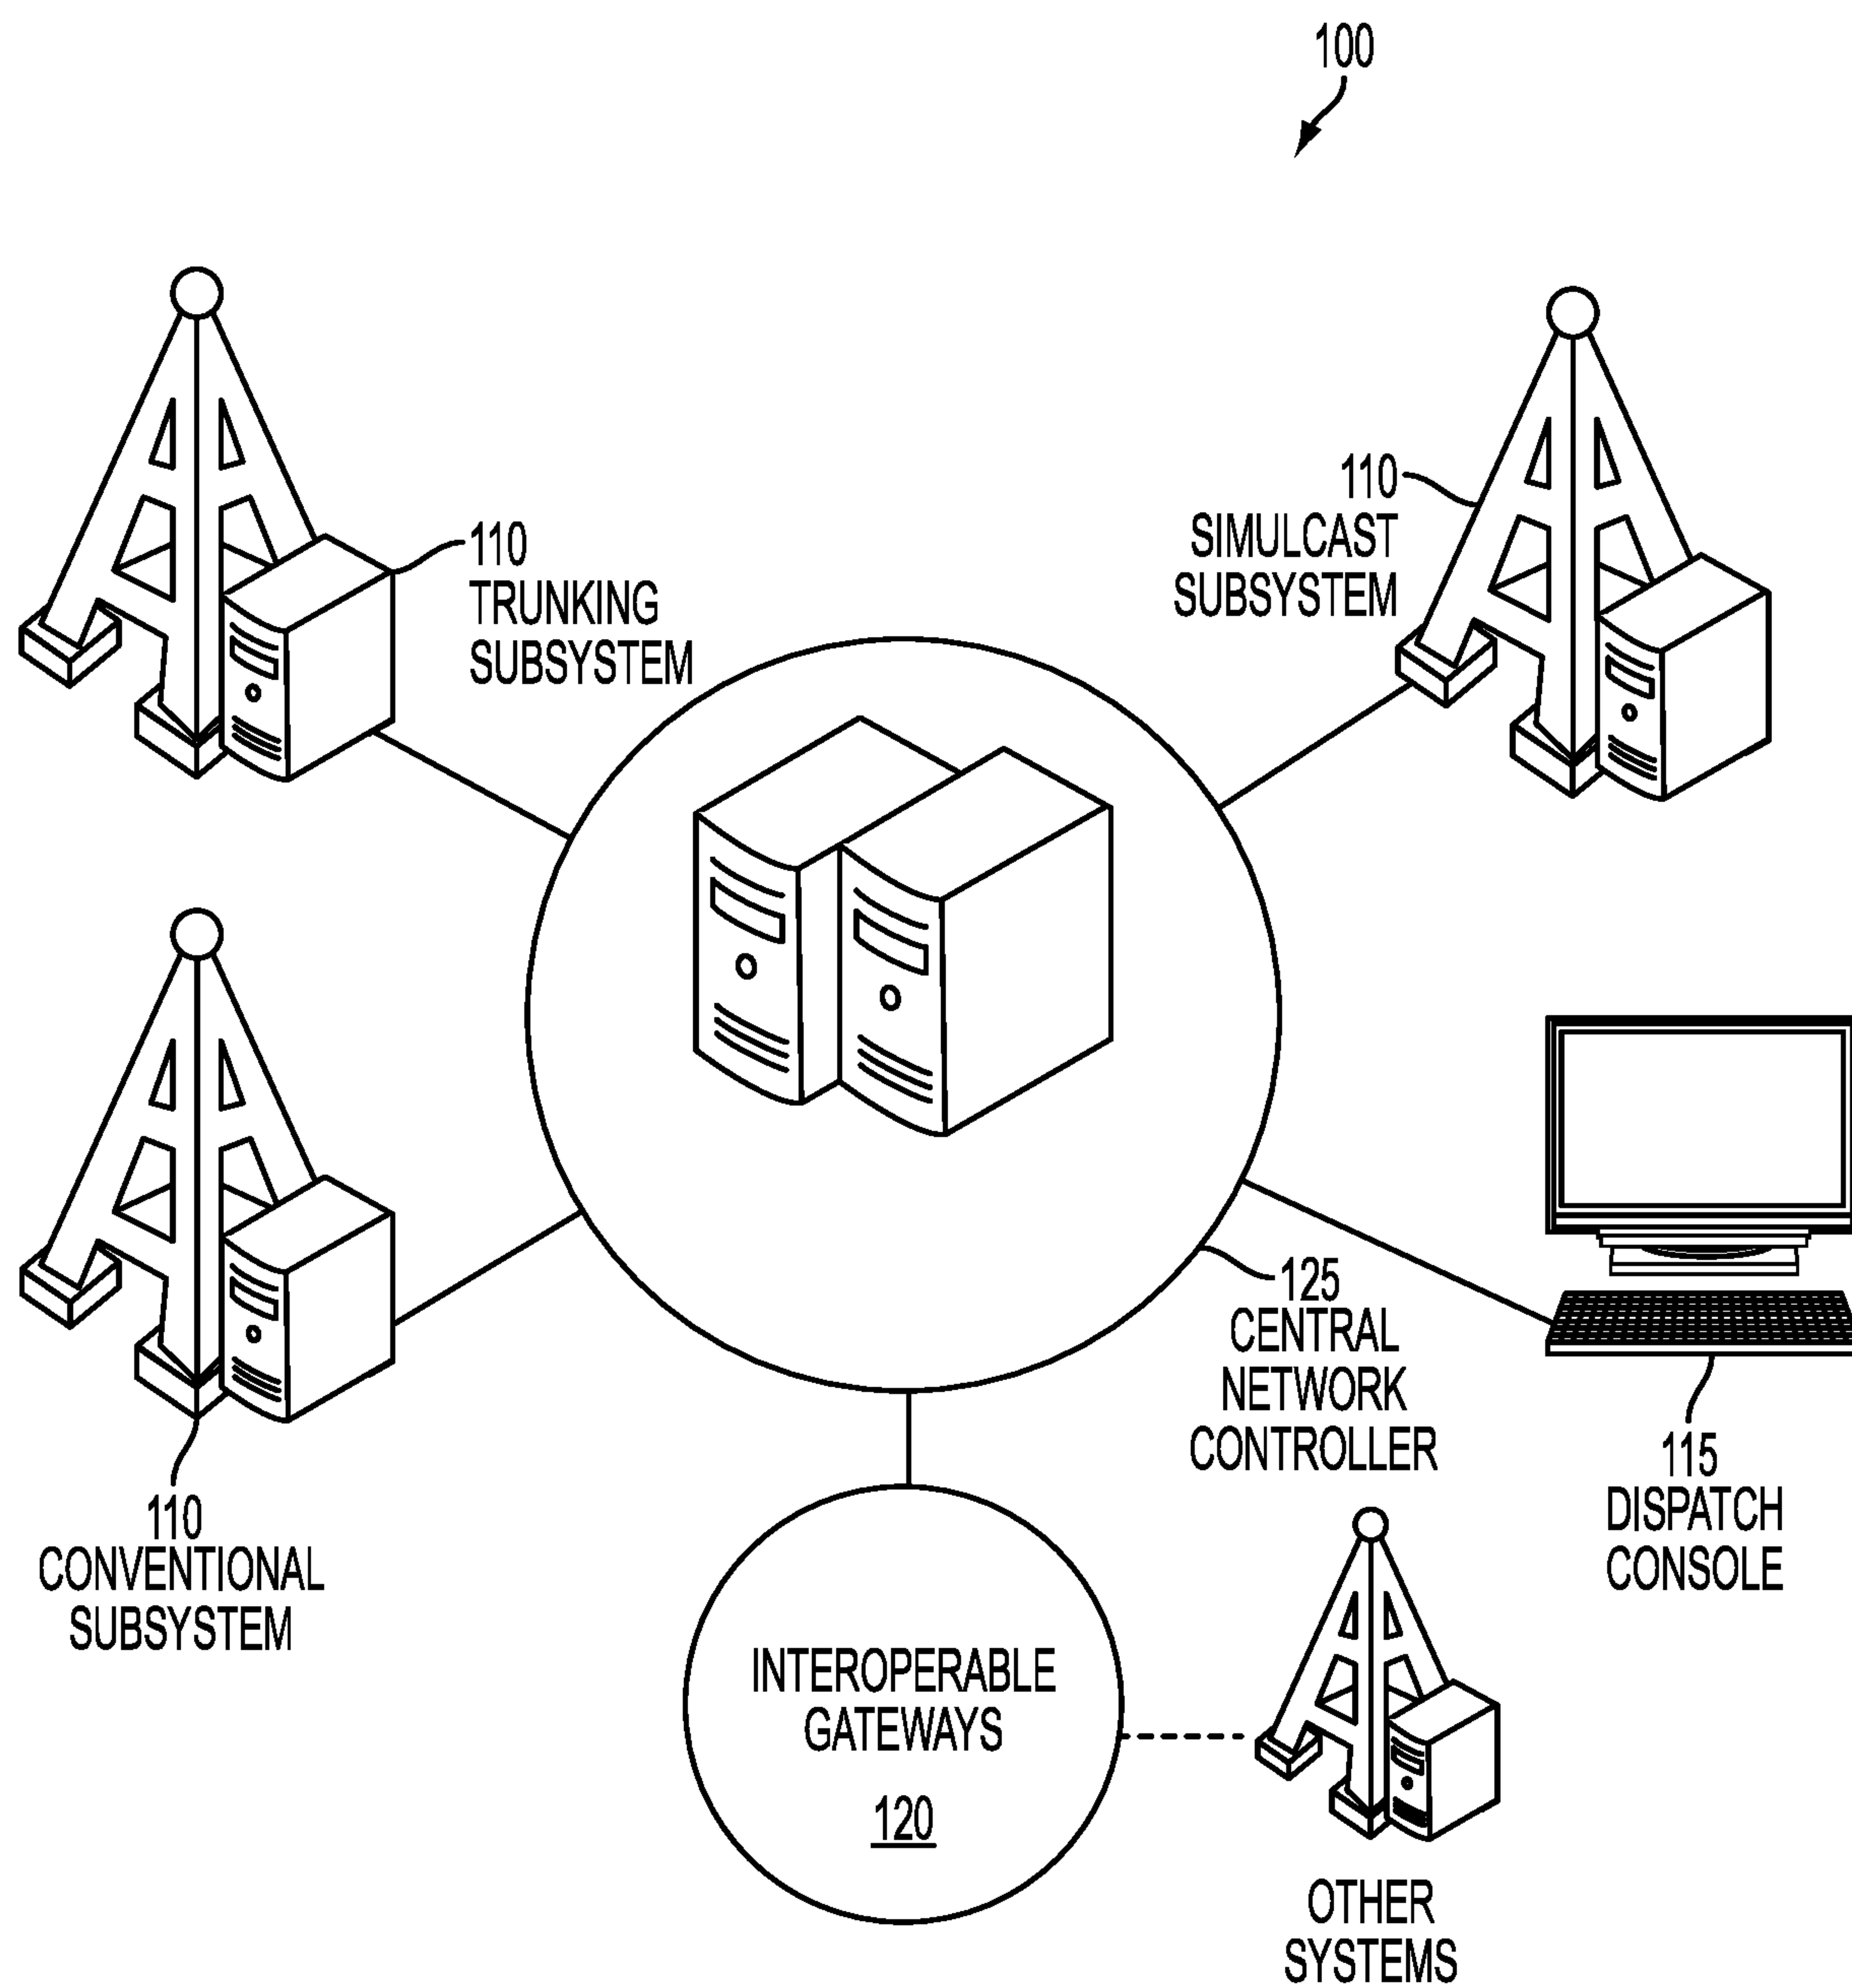 100
110
TRUNKING
SUBSYSTEM
110
SIMULCAST
SUBSYSTEM
125
CENTRAL
NETWORK
CONTROLLER
115
DISPATCH
CONSOLE
110
CONVENTIONAL
SUBSYSTEM
INTEROPERABLE
GATEWAYS
120
OTHER
SYSTEMS